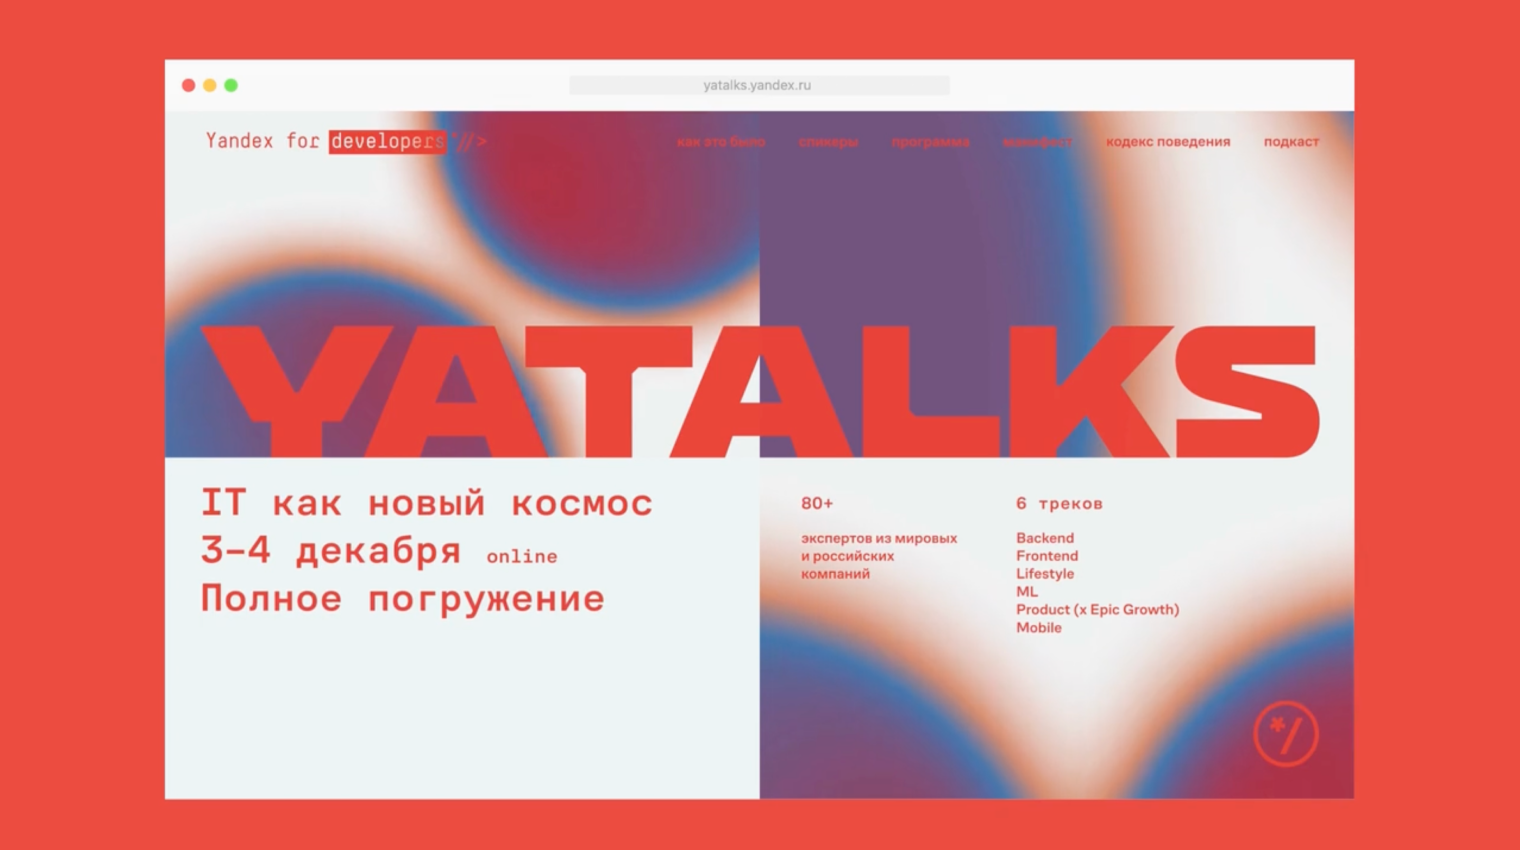 yatalks.yandex.ru
Yandex for developers*//>
как это было спикеры программа манифест кодекс поведения подкаст
YATALKS
IT как новый космос
3–4 декабря online
Полное погружение
80+
экспертов из мировых
и российских
компаний
6 треков
Backend
Frontend
Lifestyle
ML
Product (x Epic Growth)
Mobile
*/